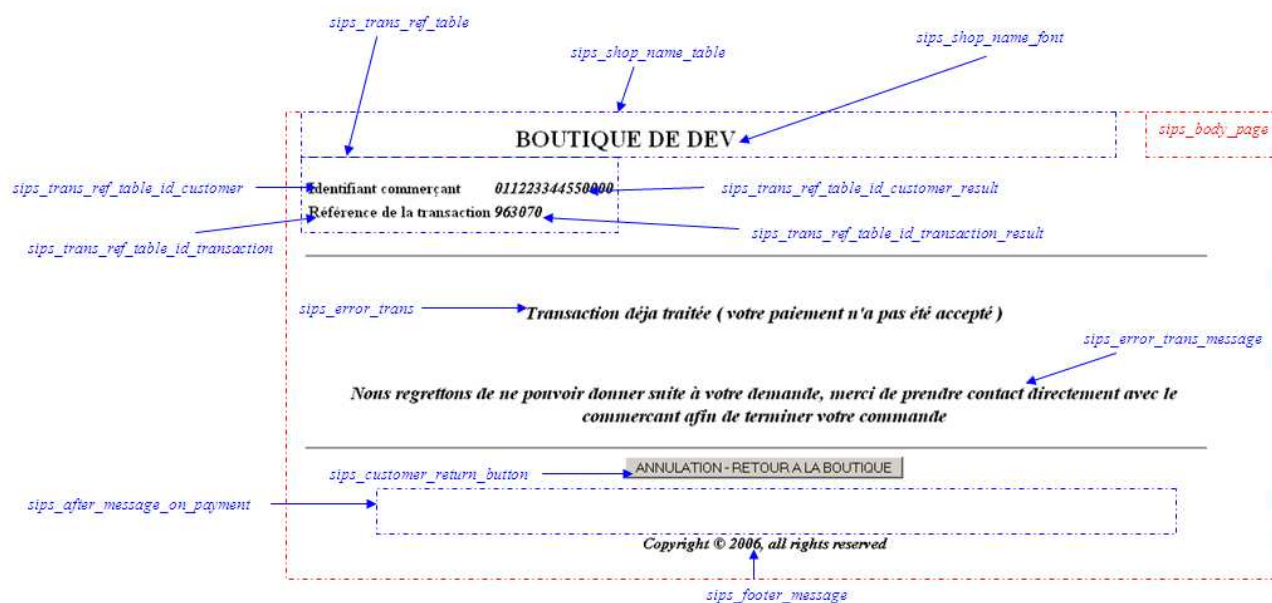 sips_trans_ref_table
sips_shop_name_font
sips_shop_name_table
BOUTIQUE DE DEV
sips_body_page
sips_trans_ref_table_id_customer
Identifiant commerçant 011223344550000
sips_trans_ref_table_id_customer_result
Référence de la transaction 963070
sips_trans_ref_table_id_transaction_result
sips_trans_ref_table_id_transaction
sips_error_trans
Transaction déja traitée ( votre paiement n'a pas été accepté )
sips_error_trans_message
Nous regrettons de ne pouvoir donner suite à votre demande, merci de prendre contact directement avec le
commercant afin de terminer votre commande
sips_customer_return_button
ANNULATION - RETOUR A LA BOUTIQUE
sips_after_message_on_payment
Copyright © 2006, all rights reserved
sips_footer_message